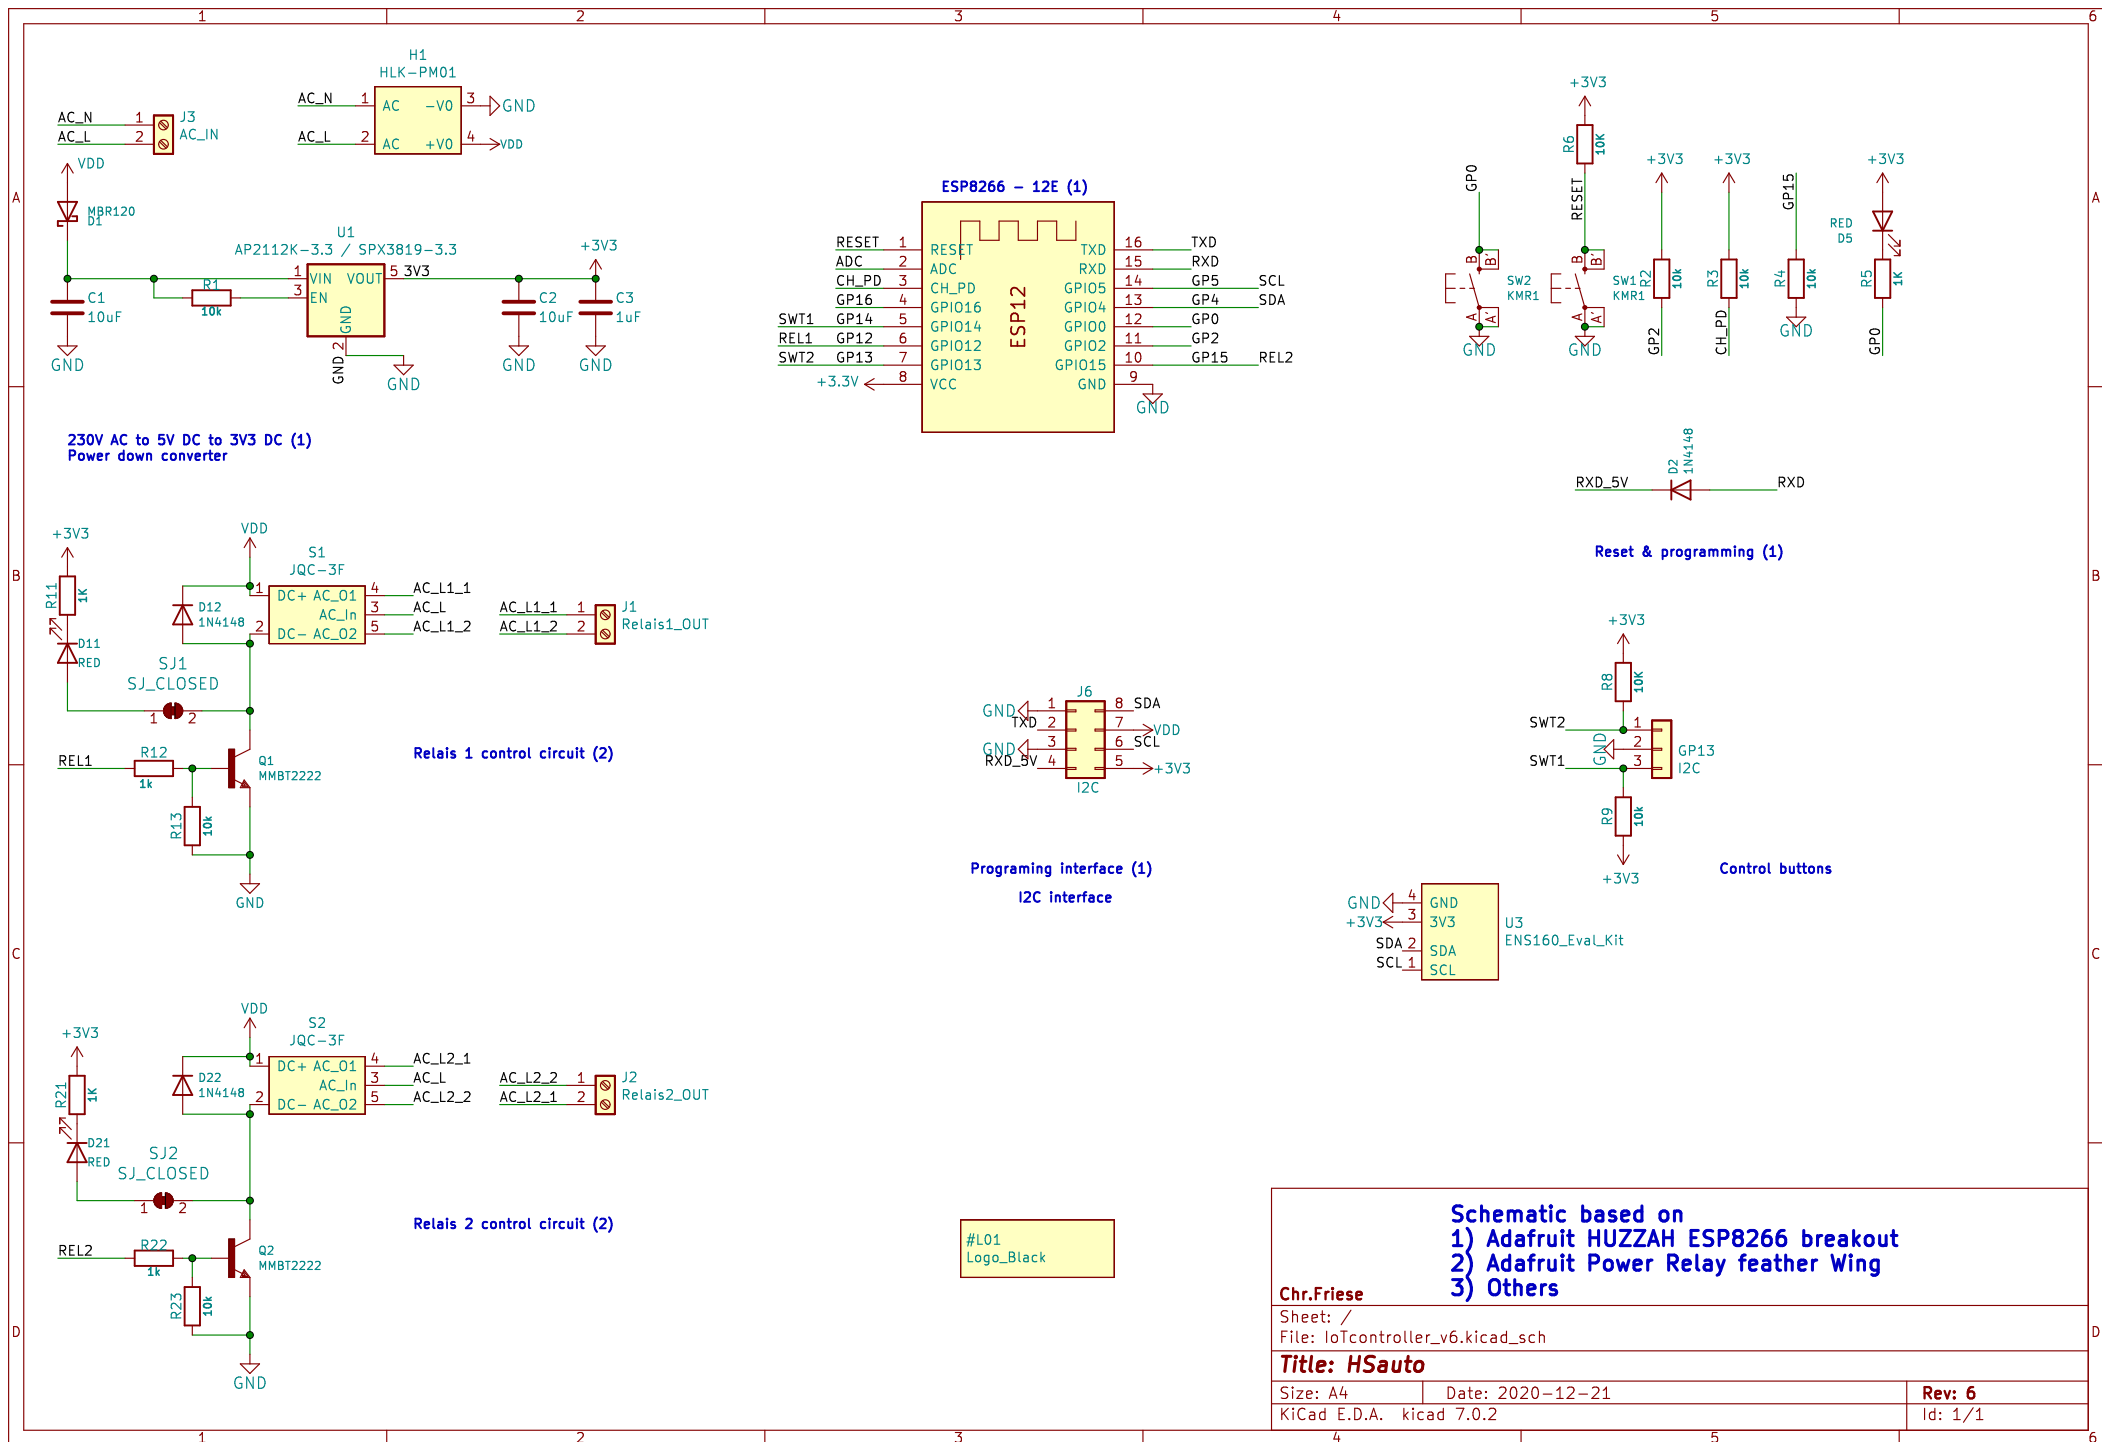 1 2 3 4 5 6
A
B
C
D
H1
HLK-PM01
AC_N 1 AC -V0 3 GND
AC_L 2 AC +V0 4 VDD
AC_N 1 J3
AC_L 2 AC_IN
VDD
MBR120
D1
U1
AP2112K-3.3 / SPX3819-3.3
+3V3
1 VIN VOUT 5 3V3
3 EN
GND
2
GND
GND
R1
10k
C1
10uF
GND
C2
10uF
GND
C3
1uF
GND
230V AC to 5V DC to 3V3 DC (1)
Power down converter
ESP8266 - 12E (1)
ESP12
RESET 1 RESET TXD 16 TXD
ADC 2 ADC RXD 15 RXD
CH_PD 3 CH_PD GPIO5 14 GP5 SCL
GP16 4 GPIO16 GPIO4 13 GP4 SDA
SWT1 GP14 5 GPIO14 GPIO0 12 GP0
REL1 GP12 6 GPIO12 GPIO2 11 GP2
SWT2 GP13 7 GPIO13 GPIO15 10 GP15 REL2
+3.3V 8 VCC GND 9
GND
GP0
B B'
SW2
KMR1
A A'
GND
+3V3
R6
10K
RESET
B B'
SW1
KMR1
A A'
GND
+3V3
R2
10k
GP2
+3V3
R3
10k
CH_PD
GP15
R4
10k
GND
+3V3
RED
D5
R5
1K
GP0
D2
1N4148
RXD_5V RXD
Reset & programming (1)
+3V3
R11
1K
D11
RED
SJ1
SJ_CLOSED
1 2
VDD
D12
1N4148
S1
JQC-3F
1 DC+ AC_O1 4 AC_L1_1
AC_In 3 AC_L
2 DC- AC_O2 5 AC_L1_2
AC_L1_1 1 J1
AC_L1_2 2 Relais1_OUT
REL1
R12
1k
Q1
MMBT2222
R13
10k
GND
Relais 1 control circuit (2)
J6
GND 1 8 SDA
TXD 2 7 VDD
GND 3 6 SCL
RXD_5V 4 5 +3V3
I2C
Programing interface (1)
I2C interface
+3V3
R8
10K
SWT2 1
GND 2 GP13
SWT1 3 I2C
R9
10k
+3V3
Control buttons
GND 4 GND
+3V3 3 3V3
SDA 2 SDA
SCL 1 SCL
U3
ENS160_Eval_Kit
+3V3
R21
1K
D21
RED
SJ2
SJ_CLOSED
1 2
VDD
D22
1N4148
S2
JQC-3F
1 DC+ AC_O1 4 AC_L2_1
AC_In 3 AC_L
2 DC- AC_O2 5 AC_L2_2
AC_L2_2 1 J2
AC_L2_1 2 Relais2_OUT
REL2
R22
1k
Q2
MMBT2222
R23
10k
GND
Relais 2 control circuit (2)
#L01
Logo_Black
Schematic based on
1) Adafruit HUZZAH ESP8266 breakout
2) Adafruit Power Relay feather Wing
3) Others
Chr.Friese
Sheet: /
File: IoTcontroller_v6.kicad_sch
Title: HSauto
Size: A4 Date: 2020-12-21 Rev: 6
KiCad E.D.A. kicad 7.0.2 Id: 1/1
A
B
C
D
1 2 3 4 5 6